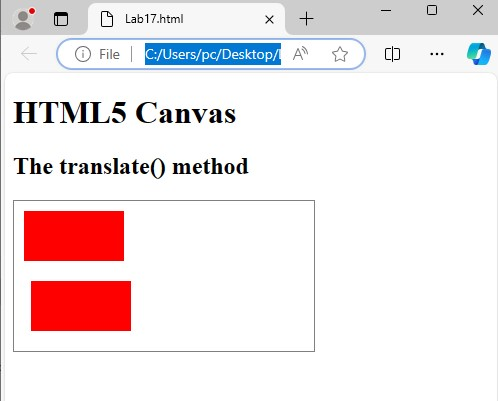 Lab17.html
File C:/Users/pc/Desktop/
HTML5 Canvas
The translate() method